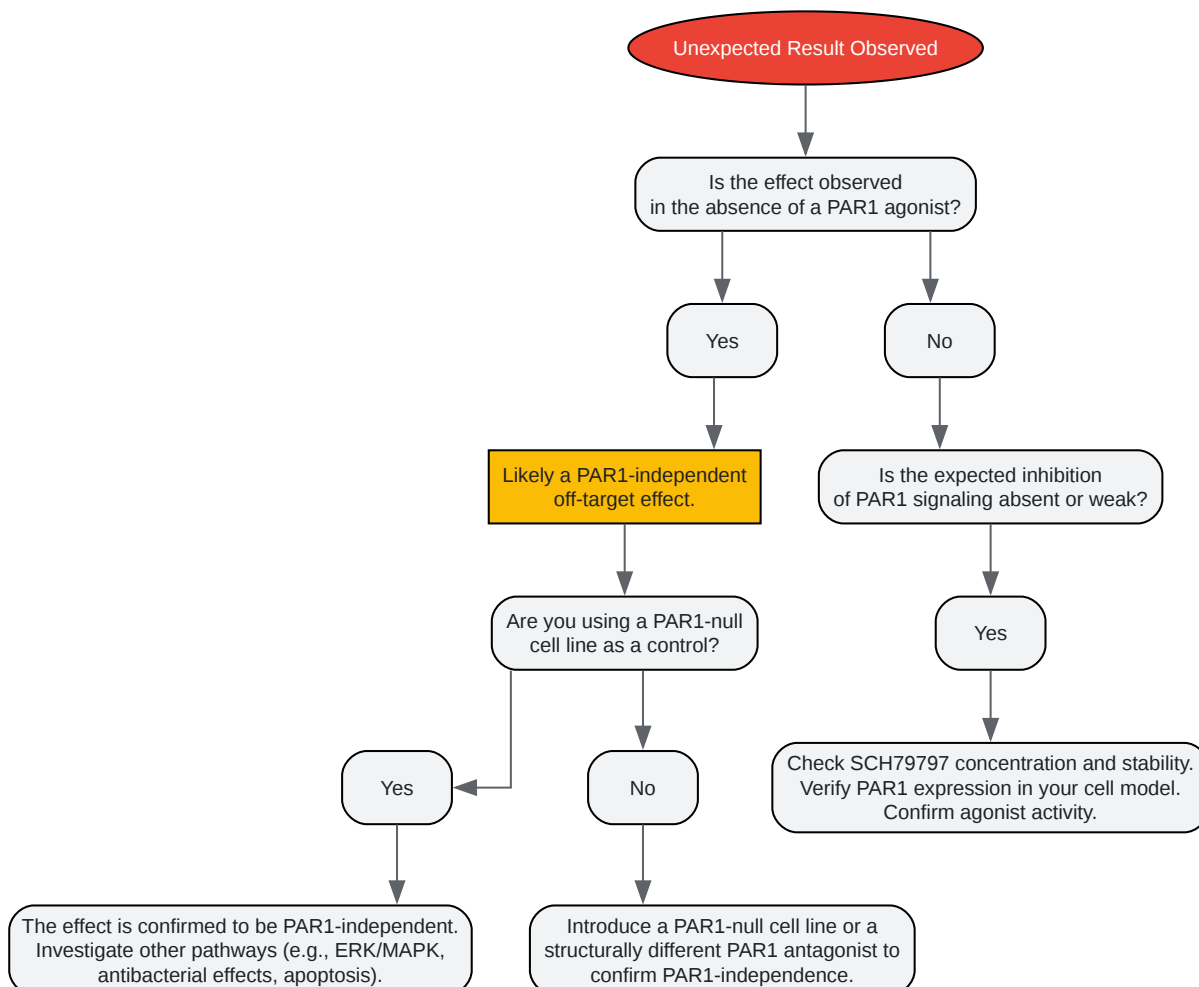 Unexpected Result Observed
Is the effect observed
in the absence of a PAR1 agonist?
Yes
No
Likely a PAR1-independent
off-target effect.
Is the expected inhibition
of PAR1 signaling absent or weak?
Are you using a PAR1-null
cell line as a control?
Yes
Yes
No
Check SCH79797 concentration and stability.
Verify PAR1 expression in your cell model.
Confirm agonist activity.
The effect is confirmed to be PAR1-independent.
Investigate other pathways (e.g., ERK/MAPK,
antibacterial effects, apoptosis).
Introduce a PAR1-null cell line or a
structurally different PAR1 antagonist to
confirm PAR1-independence.